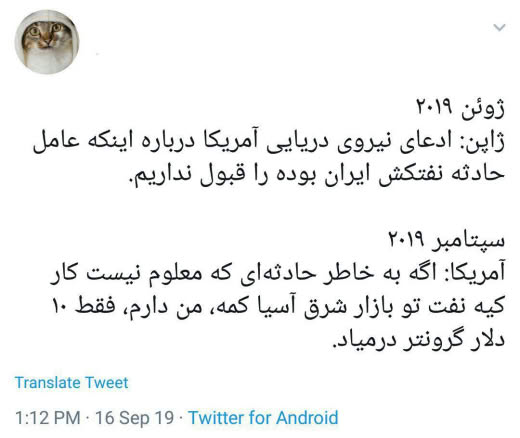 ژوئن ۲۰۱۹
ژاپن: ادعای نیروی دریایی آمریکا درباره اینکه عامل
حادثه نفتکش ایران بوده را قبول نداریم.
سپتامبر ۲۰۱۹
آمریکا: اگه به خاطر حادثه‌ای که معلوم نیست کار
کیه نفت تو بازار شرق آسیا کمه، من دارم، فقط ۱۰
دلار گرونتر درمیاد.
Translate Tweet
1:12 PM · 16 Sep 19 · Twitter for Android